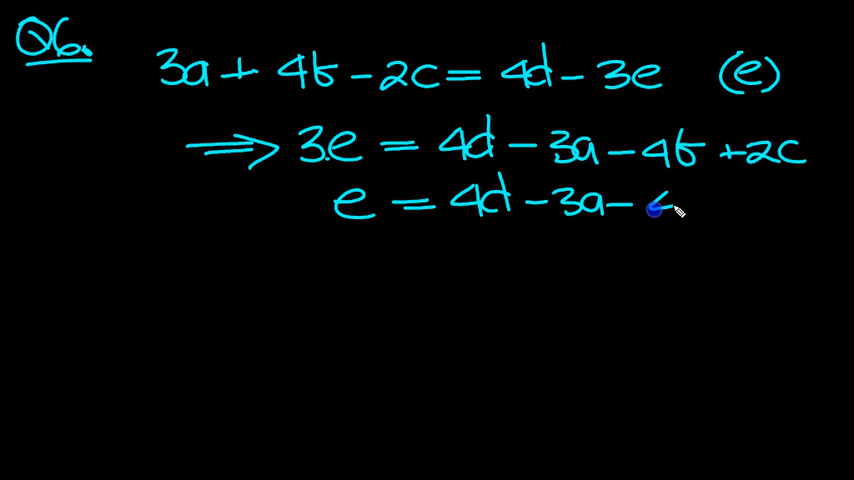 Q6.
3a + 4b - 2c = 4d - 3e (e)
⟹ 3e = 4d - 3a - 4b + 2c
e = 4d - 3a -